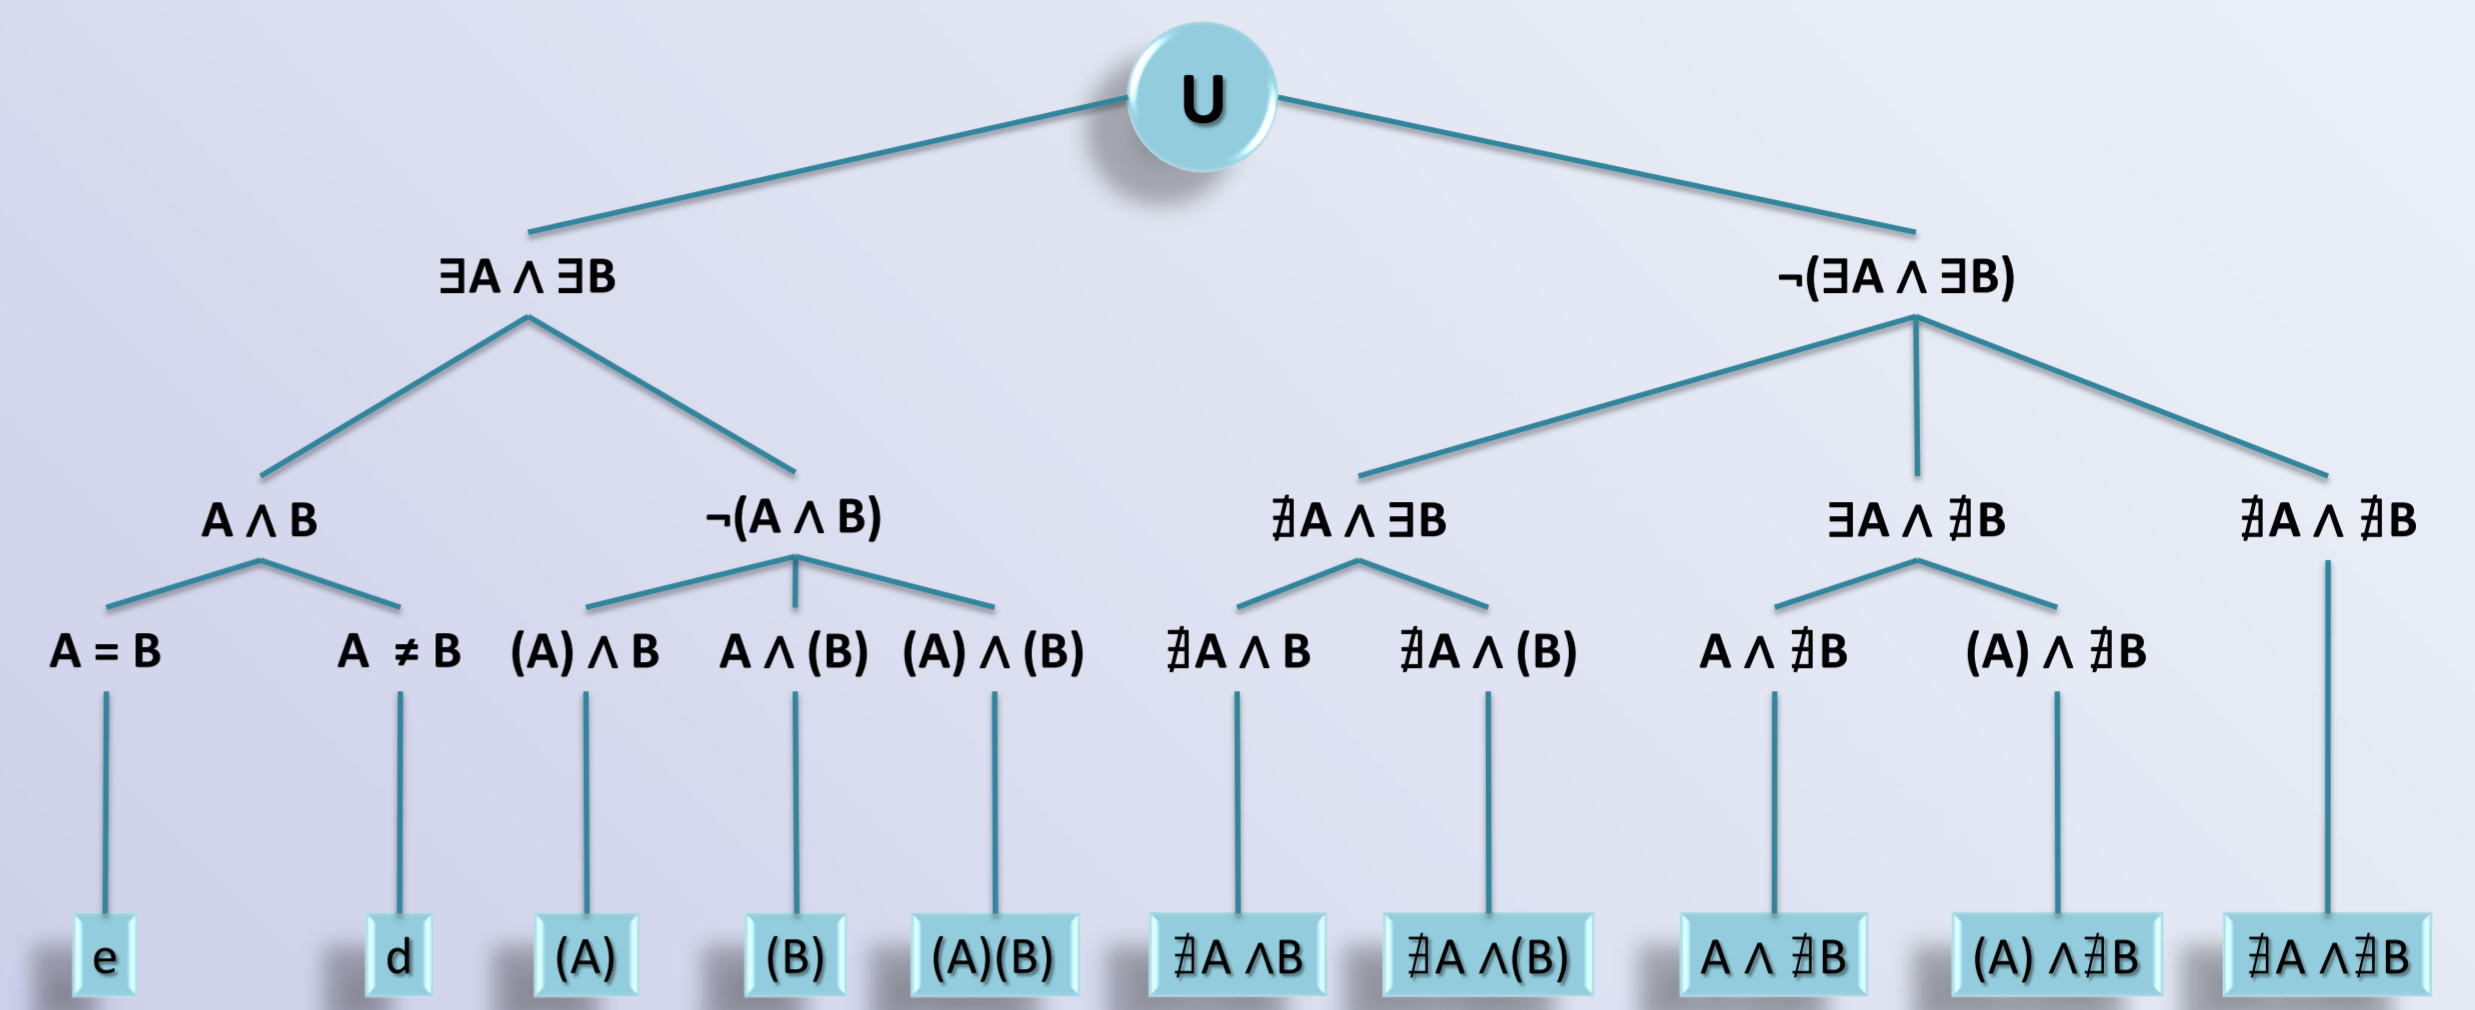 U
∃A ∧ ∃B ¬(∃A ∧ ∃B)
A ∧ B ¬(A ∧ B) ∄A ∧ ∃B ∃A ∧ ∄B ∄A ∧ ∄B
A = B A ≠ B (A) ∧ B A ∧ (B) (A) ∧ (B) ∄A ∧ B ∄A ∧ (B) A ∧ ∄B (A) ∧ ∄B
e d (A) (B) (A)(B) ∄A ∧B ∄A ∧(B) A ∧ ∄B (A) ∧∄B ∄A ∧∄B